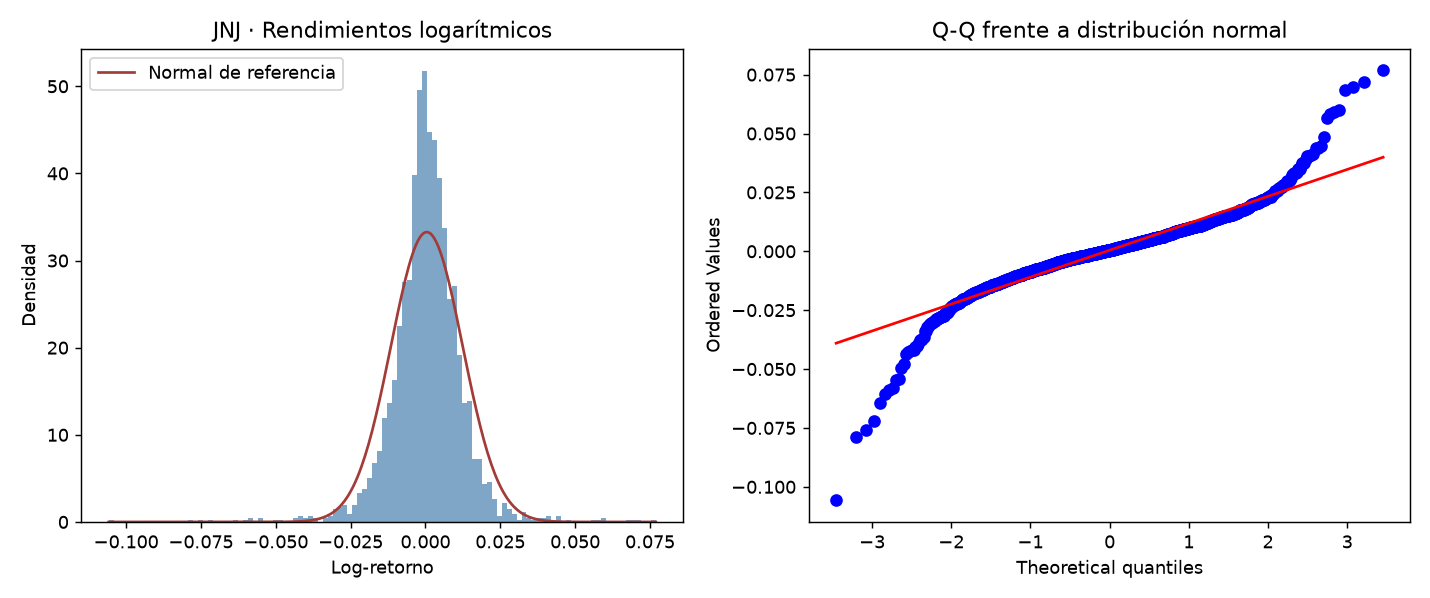 JNJ · Rendimientos logarítmicos
Normal de referencia
Densidad
50
40
30
20
10
0
−0.100 −0.075 −0.050 −0.025 0.000 0.025 0.050 0.075
Log-retorno
Q-Q frente a distribución normal
Ordered Values
0.075
0.050
0.025
0.000
−0.025
−0.050
−0.075
−0.100
−3 −2 −1 0 1 2 3
Theoretical quantiles